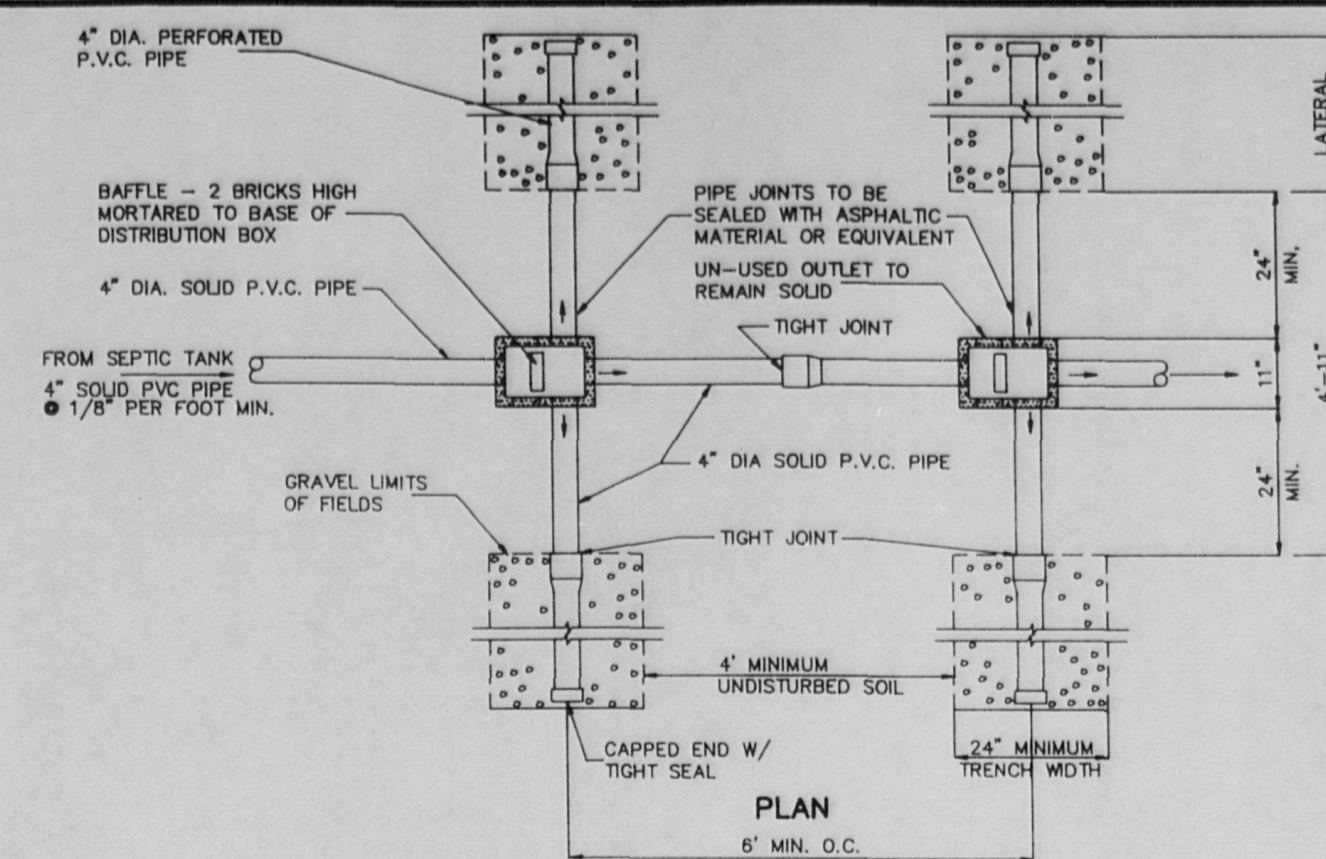 4" DIA. PERFORATED
P.V.C. PIPE
LATERAL
BAFFLE – 2 BRICKS HIGH
MORTARED TO BASE OF
DISTRIBUTION BOX
PIPE JOINTS TO BE
SEALED WITH ASPHALTIC
MATERIAL OR EQUIVALENT
24"
MIN.
4" DIA. SOLID P.V.C. PIPE
UN-USED OUTLET TO
REMAIN SOLID
TIGHT JOINT
FROM SEPTIC TANK
4" SOLID PVC PIPE
@ 1/8" PER FOOT MIN.
11"
4'-11"
4" DIA SOLID P.V.C. PIPE
24"
MIN.
GRAVEL LIMITS
OF FIELDS
TIGHT JOINT
4' MINIMUM
UNDISTURBED SOIL
CAPPED END W/
TIGHT SEAL
24" MINIMUM
TRENCH WIDTH
PLAN
6' MIN. O.C.